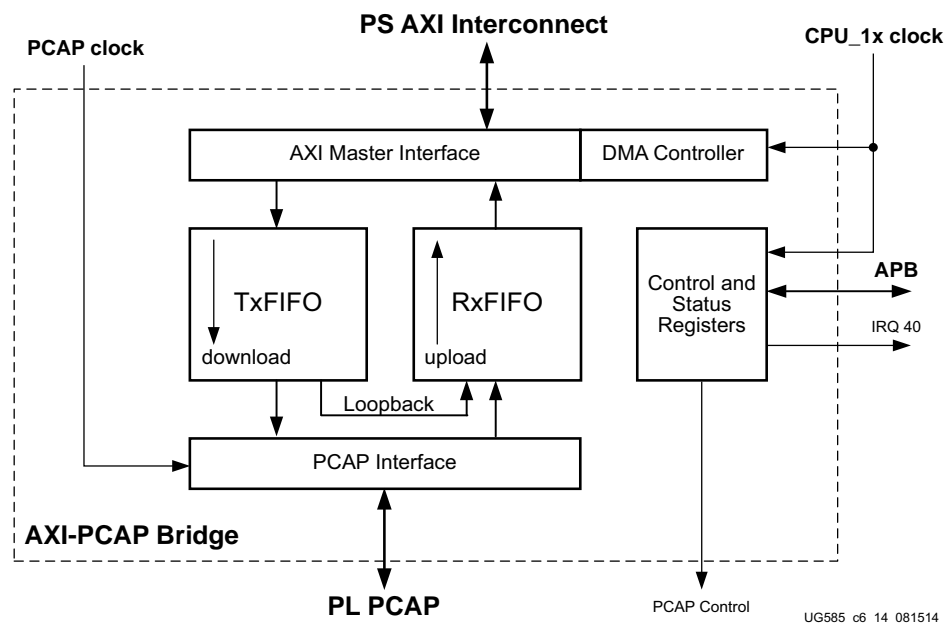 PS AXI Interconnect
PCAP clock
CPU_1x clock
AXI Master Interface
DMA Controller
TxFIFO
download
RxFIFO
upload
Loopback
Control and
Status
Registers
APB
IRQ 40
PCAP Interface
AXI-PCAP Bridge
PL PCAP
PCAP Control
UG585_c6_14_081514